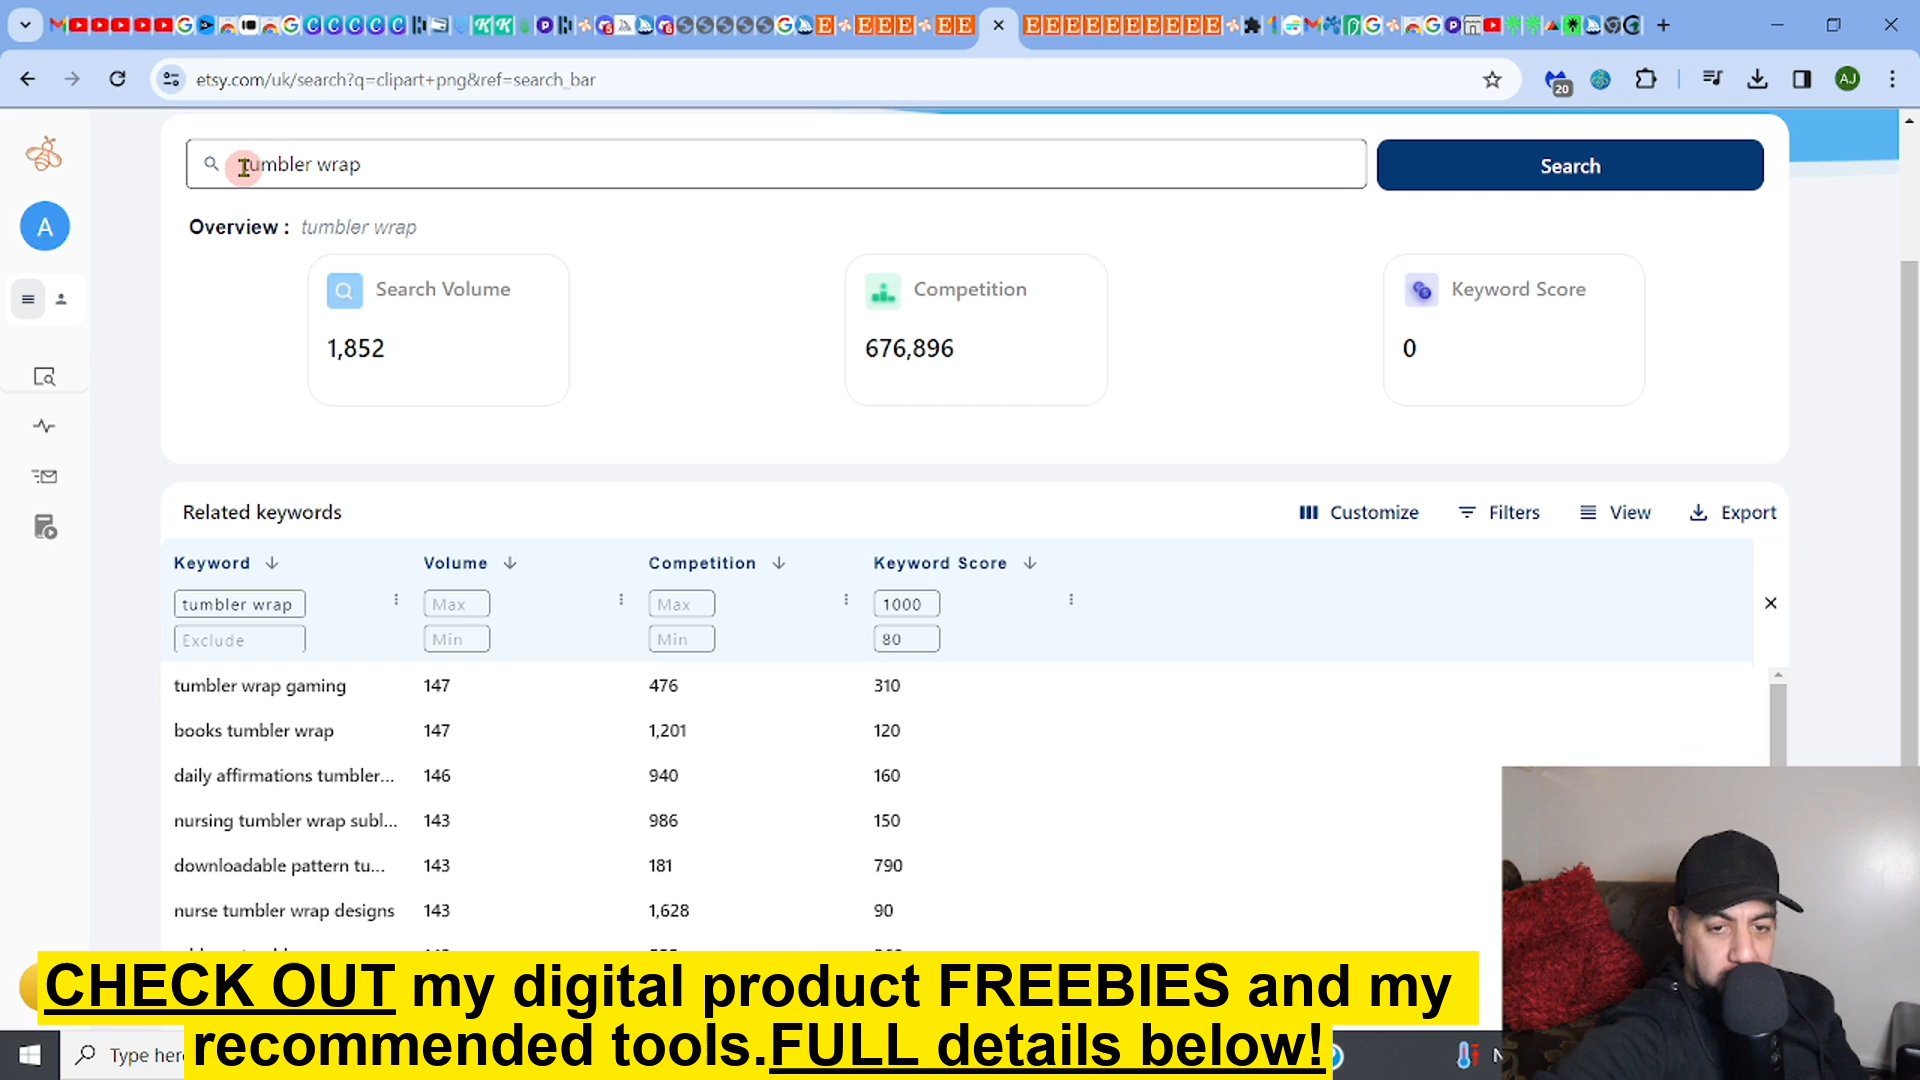 etsy.com/uk/search?q=clipart+png&ref=search_bar
20
AJ
tumbler wrap
Search
A
Overview : tumbler wrap
Search Volume
Competition
Keyword Score
1,852
676,896
0
Related keywords
Customize
Filters
View
Export
Keyword Volume Competition Keyword Score
tumbler wrap Max Max 1000
Exclude Min Min 80
tumbler wrap gaming 147 476 310
books tumbler wrap 147 1,201 120
daily affirmations tumbler... 146 940 160
nursing tumbler wrap subl... 143 986 150
downloadable pattern tu... 143 181 790
nurse tumbler wrap designs 143 1,628 90
CHECK OUT my digital product FREEBIES and my
recommended tools.FULL details below!
Type her